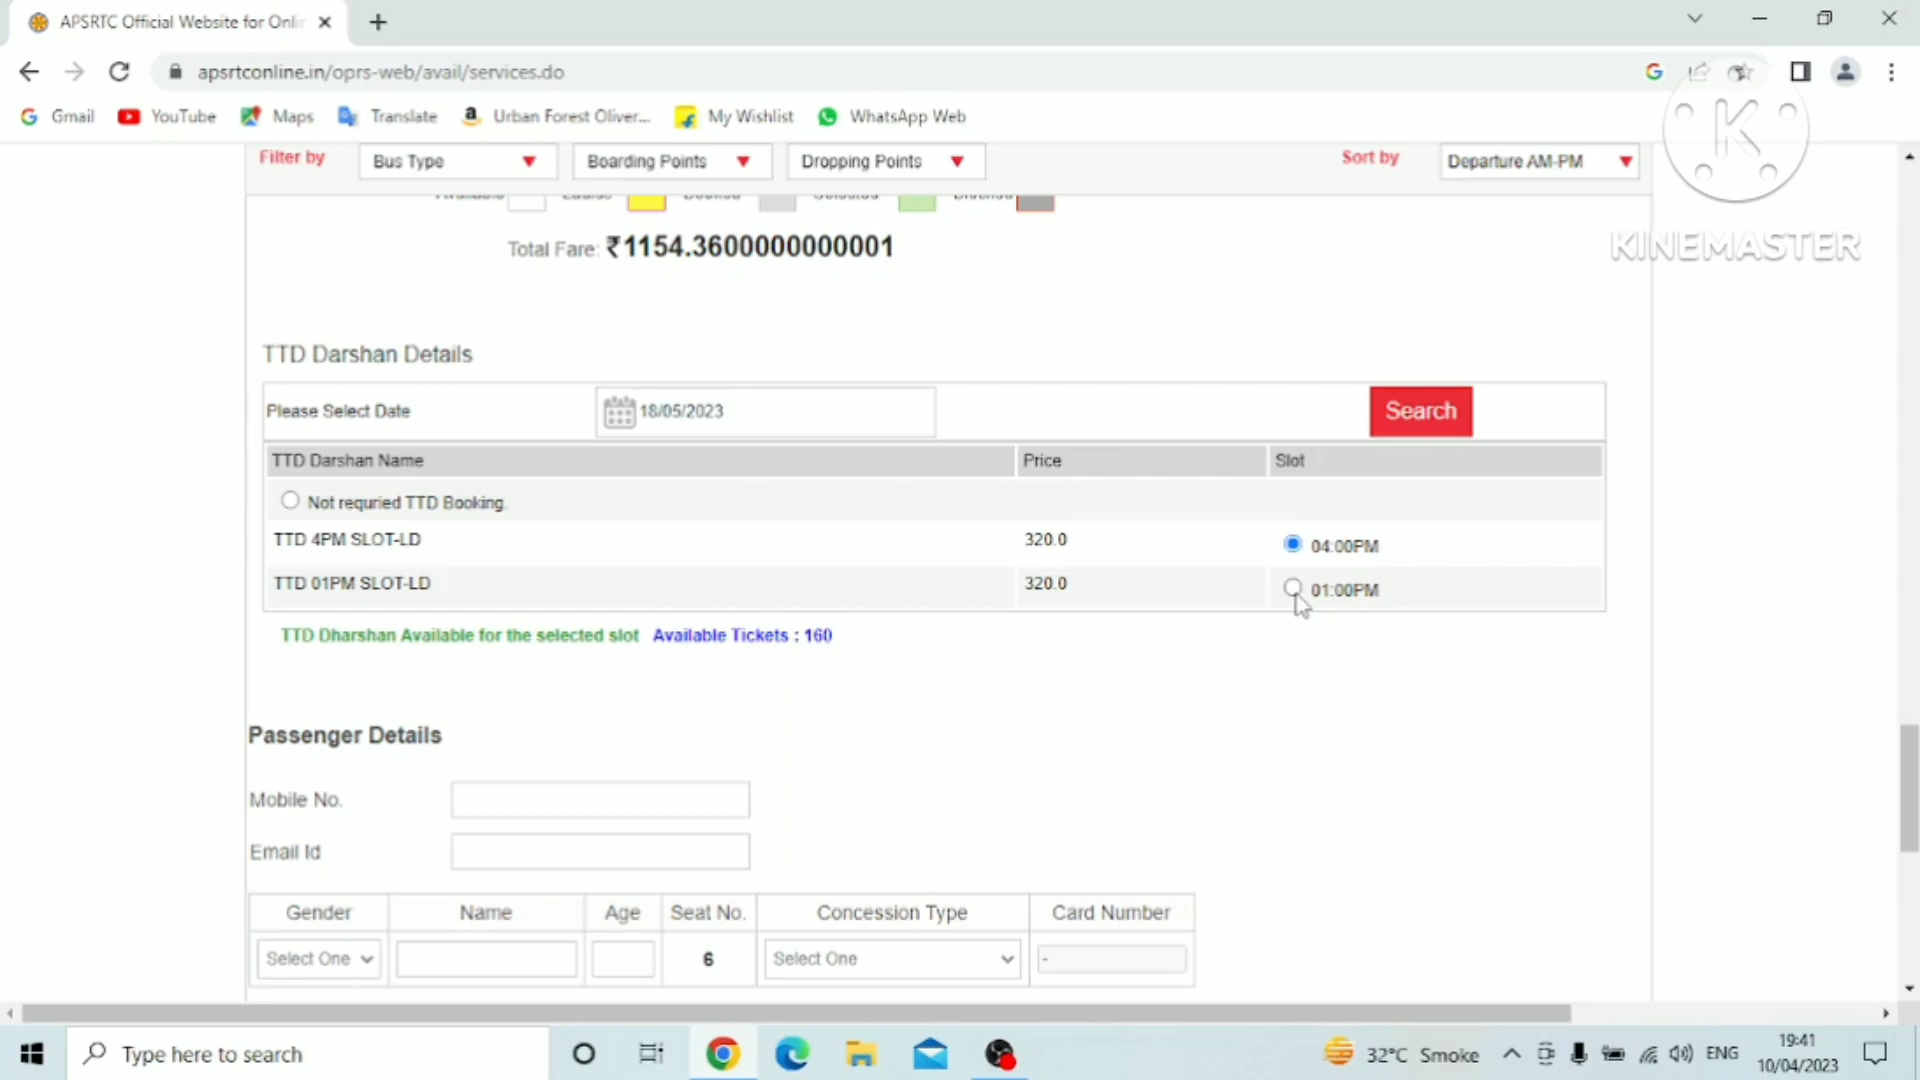 APSRTC Official Website for Onlin
apsrtconline.in/oprs-web/avail/services.do
Gmail YouTube Maps Translate Urban Forest Oliver... My Wishlist WhatsApp Web
K
KINEMASTER
Filter by Bus Type Boarding Points Dropping Points Sort by Departure AM-PM
Total Fare: ₹1154.3600000000001
TTD Darshan Details
Please Select Date 18/05/2023 Search
TTD Darshan Name Price Slot
Not requried TTD Booking.
TTD 4PM SLOT-LD 320.0 04:00PM
TTD 01PM SLOT-LD 320.0 01:00PM
TTD Dharshan Available for the selected slot Available Tickets : 160
Passenger Details
Mobile No.
Email Id
Gender Name Age Seat No. Concession Type Card Number
Select One 6 Select One -
Type here to search 32°C Smoke ENG 19:41
10/04/2023